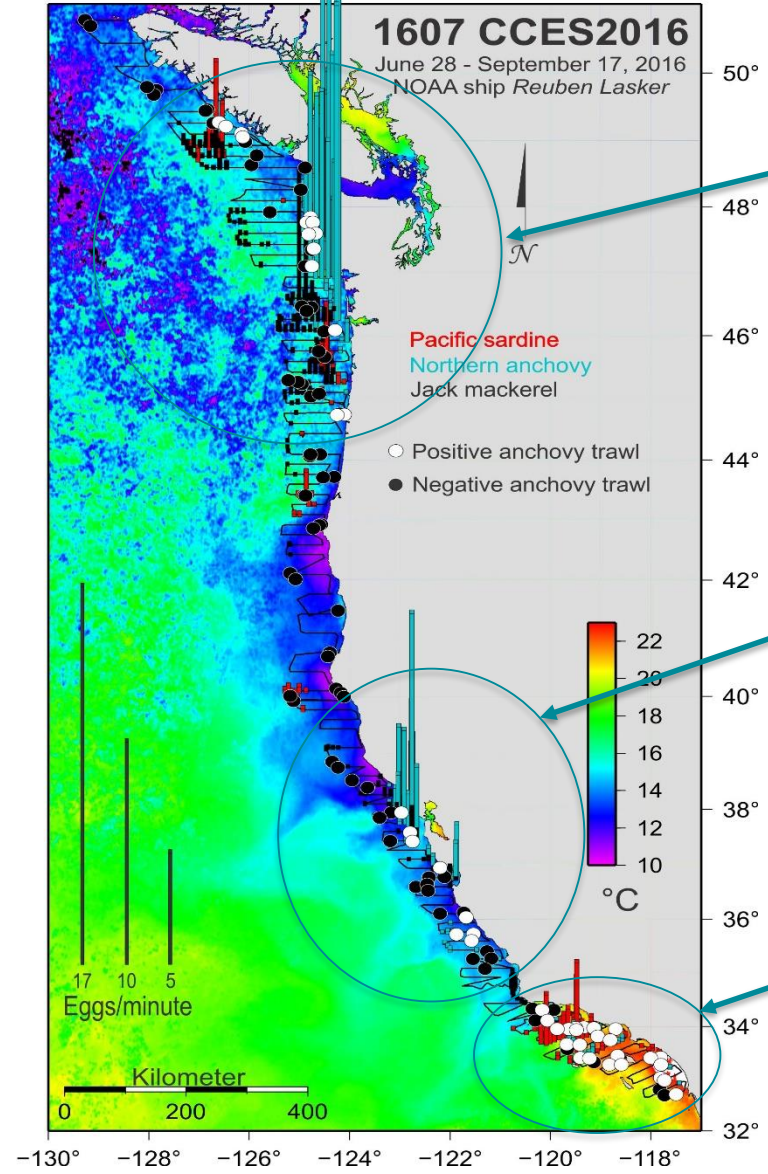 1607 CCES2016
June 28 - September 17, 2016
NOAA ship Reuben Lasker
50°
48°
N
46°
Pacific sardine
Northern anchovy
Jack mackerel
Positive anchovy trawl
Negative anchovy trawl
44°
42°
22
20
18
16
14
12
10
°C
40°
38°
36°
34°
32°
17 10 5
Eggs/minute
Kilometer
0 200 400
−130° −128° −126° −124° −122° −120° −118°